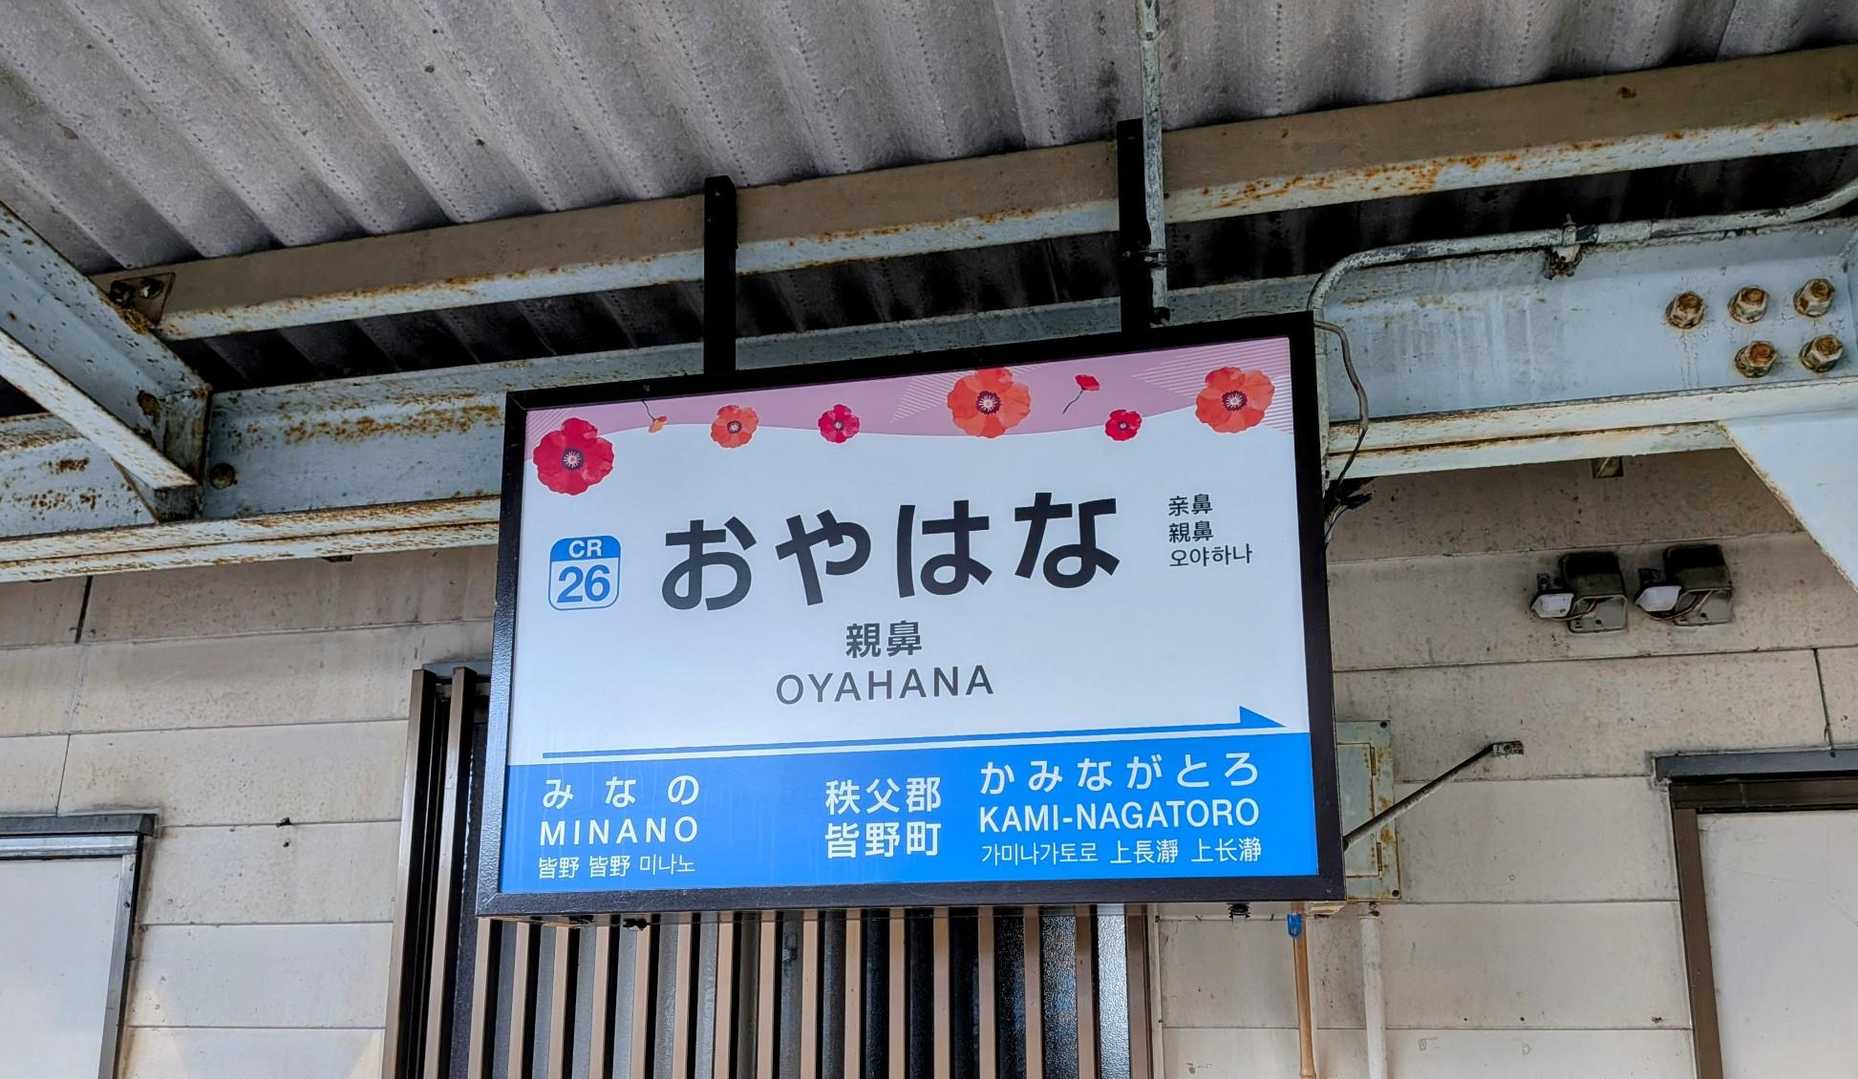 CR
26
おやはな
亲鼻
親鼻
오야하나
親鼻
OYAHANA
みなの
MINANO
皆野 皆野 미나노
秩父郡
皆野町
かみながとろ
KAMI-NAGATORO
가미나가토로 上長瀞 上长瀞